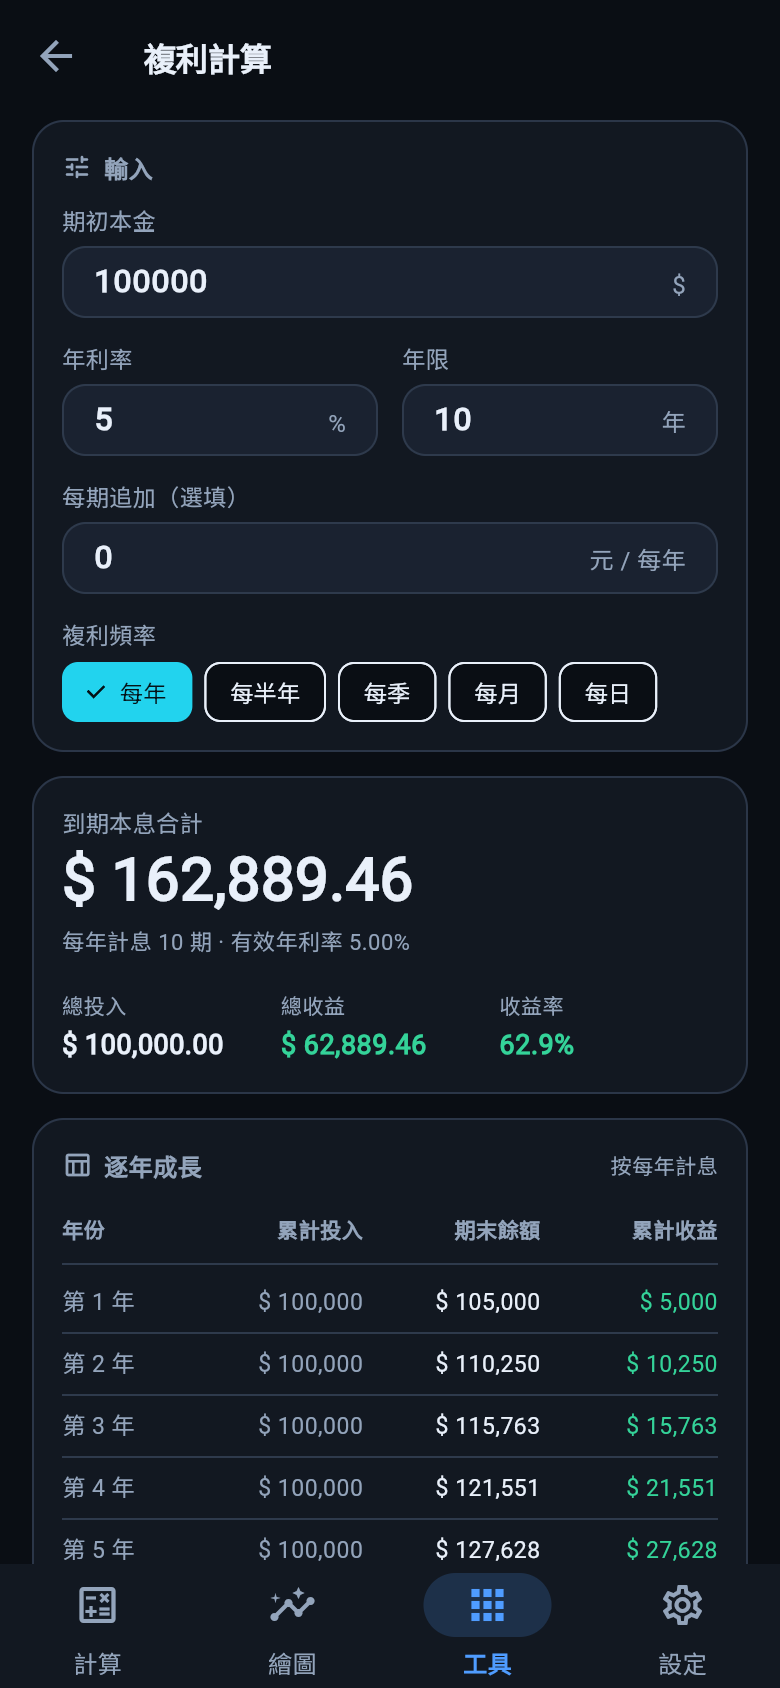 複利計算
輸入
期初本金
100000 $
年利率 年限
5 % 10 年
每期追加（選填）
0 元 / 每年
複利頻率
每年 每半年 每季 每月 每日
到期本息合計
$ 162,889.46
每年計息 10 期 · 有效年利率 5.00%
總投入 總收益 收益率
$ 100,000.00 $ 62,889.46 62.9%
逐年成長 按每年計息
年份 累計投入 期末餘額 累計收益
第 1 年 $ 100,000 $ 105,000 $ 5,000
第 2 年 $ 100,000 $ 110,250 $ 10,250
第 3 年 $ 100,000 $ 115,763 $ 15,763
第 4 年 $ 100,000 $ 121,551 $ 21,551
第 5 年 $ 100,000 $ 127,628 $ 27,628
計算 繪圖 工具 設定